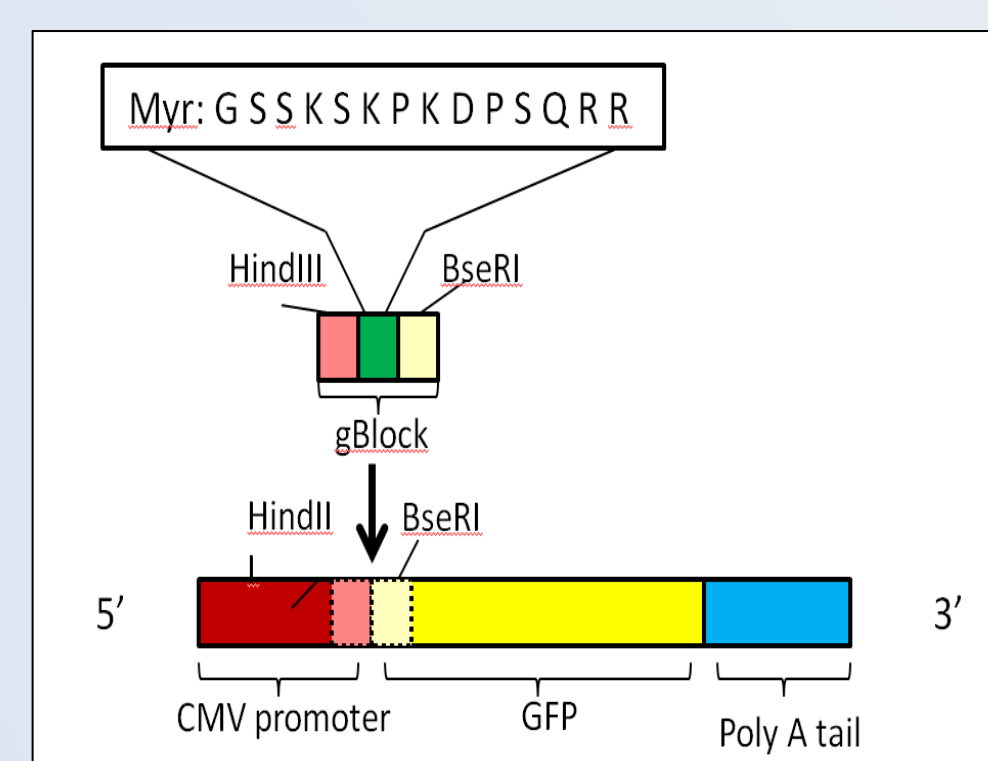 Myr: G S S K S K P K D P S Q R R
HindIII BseRI
gBlock
HindII BseRI
I
5’ 3’
CMV promoter GFP Poly A tail